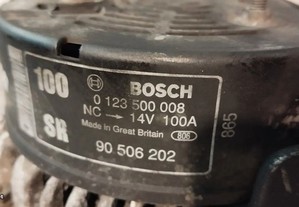 100 BOSCH
0 123 500 008
NC → 14V 100A
Made in Great Britain 806
SR
90 506 202
865